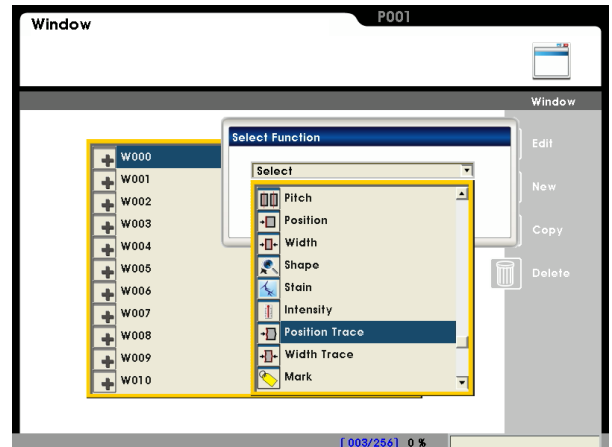 Window
P001
Window
Edit
New
Copy
Delete
Select Function
Select
Pitch
Position
Width
Shape
Stain
Intensity
Position Trace
Width Trace
Mark
W000
W001
W002
W003
W004
W005
W006
W007
W008
W009
W010
[003/256] 0 %